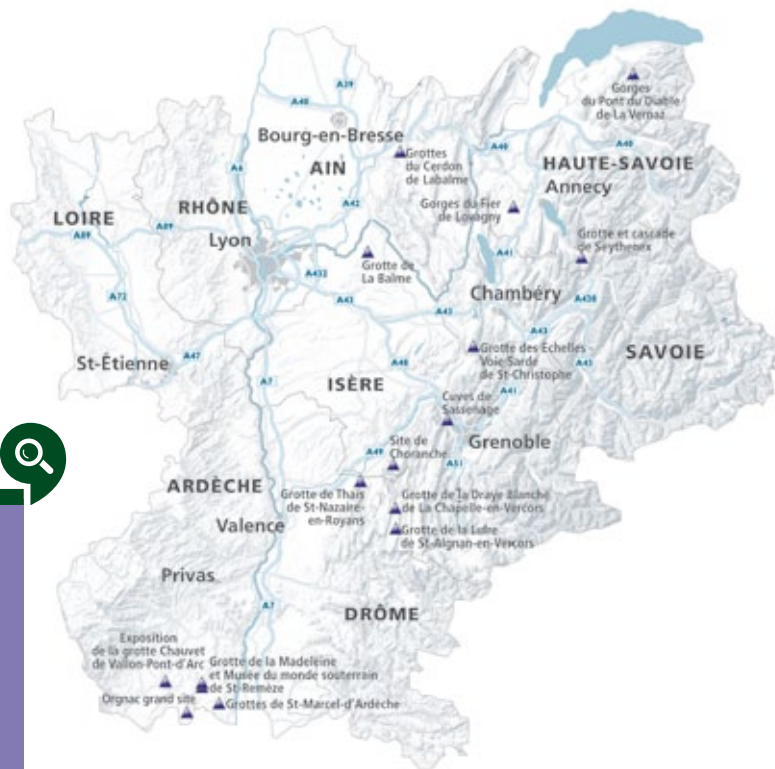 Gorges
du Pont du Diable
de La Vernaz
A39
A40
Bourg-en-Bresse
AIN
Grottes
du Cerdon
de Labalme
A40
A40
HAUTE-SAVOIE
Annecy
A6
LOIRE
RHÔNE
A42
Gorges du Fier
de Lovagny
A89
A89
Lyon
Grotte et cascade
de Seythenex
A432
Grotte de
La Balme
A41
A72
A43
Chambéry
A430
A43
A43
St-Étienne
A47
A7
A48
Grotte des Echelles
Voie Sarde
de St-Christophe
A43
SAVOIE
ISÈRE
A41
Cuves de
Sassenage
Site de
Choranche
Grenoble
A49
A51
ARDÈCHE
Grotte de Thaïs
de St-Nazaire-
en-Royans
Grotte de la Draye Blanche
de La Chapelle-en-Vercors
Valence
Grotte de la Luire
de St-Aignan-en-Vercors
Privas
A7
DRÔME
Exposition
de la grotte Chauvet
de Vallon-Pont-d'Arc
Grotte de la Madeleine
et Musée du monde souterrain
de St-Remèze
Orgnac grand site
Grottes de St-Marcel-d'Ardèche